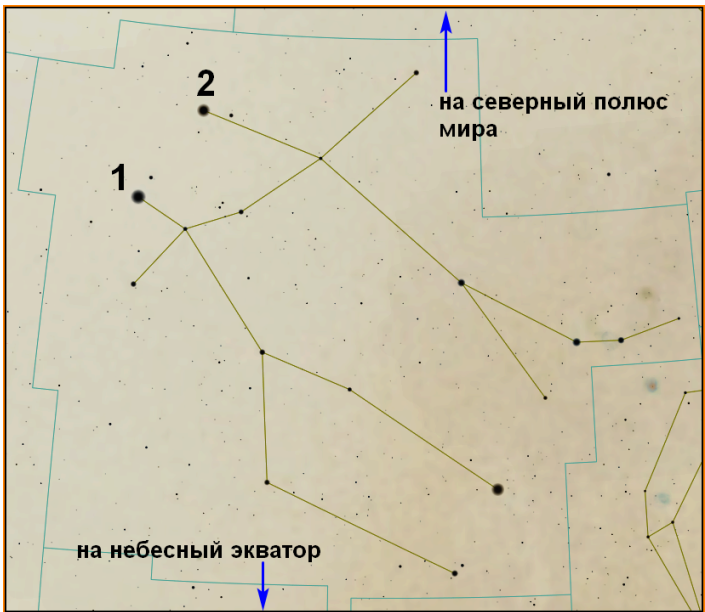 2
на северный полюс
мира
1
на небесный экватор